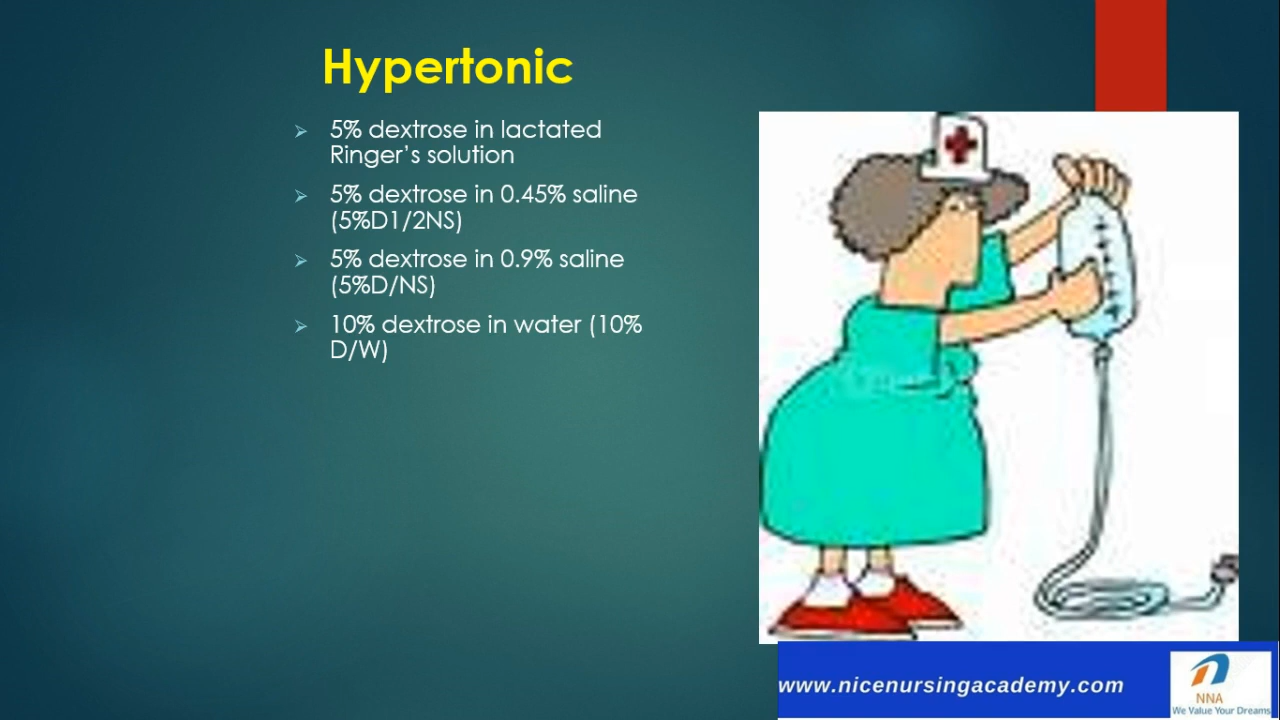 Hypertonic
5% dextrose in lactated
Ringer’s solution
5% dextrose in 0.45% saline
(5%D1/2NS)
5% dextrose in 0.9% saline
(5%D/NS)
10% dextrose in water (10%
D/W)
www.nicenursingacademy.com
NNA
We Value Your Dreams